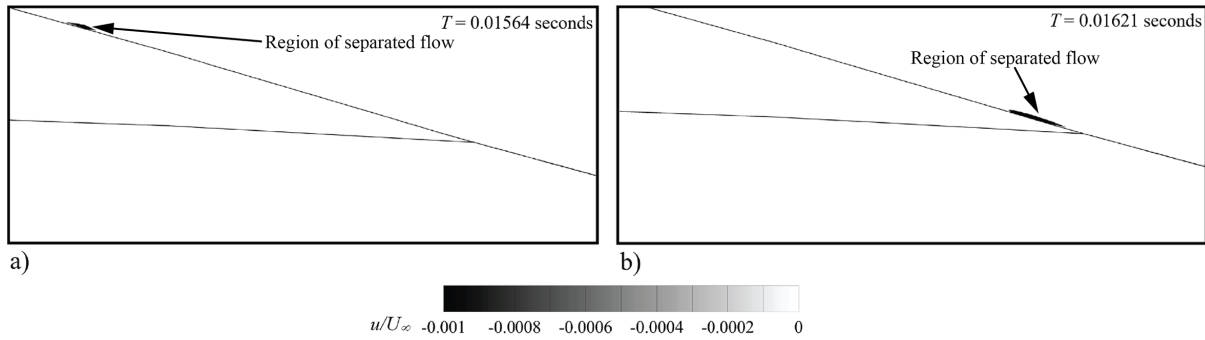 T = 0.01564 seconds
Region of separated flow
a)
T = 0.01621 seconds
Region of separated flow
b)
u/U∞ -0.001 -0.0008 -0.0006 -0.0004 -0.0002 0